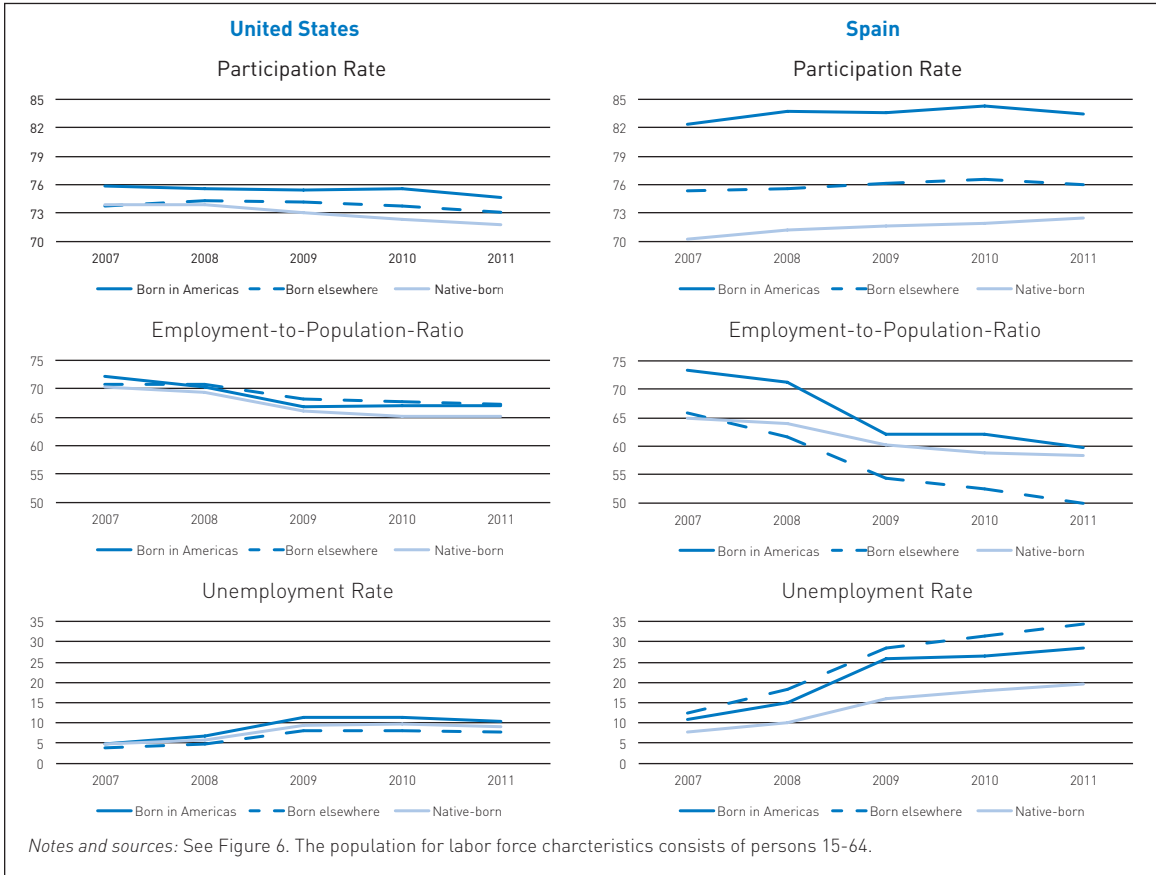 United States
Participation Rate
85
82
79
76
73
70
2007 2008 2009 2010 2011
Born in Americas Born elsewhere Native-born
Employment-to-Population-Ratio
75
70
65
60
55
50
2007 2008 2009 2010 2011
Born in Americas Born elsewhere Native-born
Unemployment Rate
35
30
25
20
15
10
5
0
2007 2008 2009 2010 2011
Born in Americas Born elsewhere Native-born
Spain
Participation Rate
85
82
79
76
73
70
2007 2008 2009 2010 2011
Born in Americas Born elsewhere Native-born
Employment-to-Population-Ratio
75
70
65
60
55
50
2007 2008 2009 2010 2011
Born in Americas Born elsewhere Native-born
Unemployment Rate
35
30
25
20
15
10
5
0
2007 2008 2009 2010 2011
Born in Americas Born elsewhere Native-born
Notes and sources: See Figure 6. The population for labor force charcteristics consists of persons 15-64.